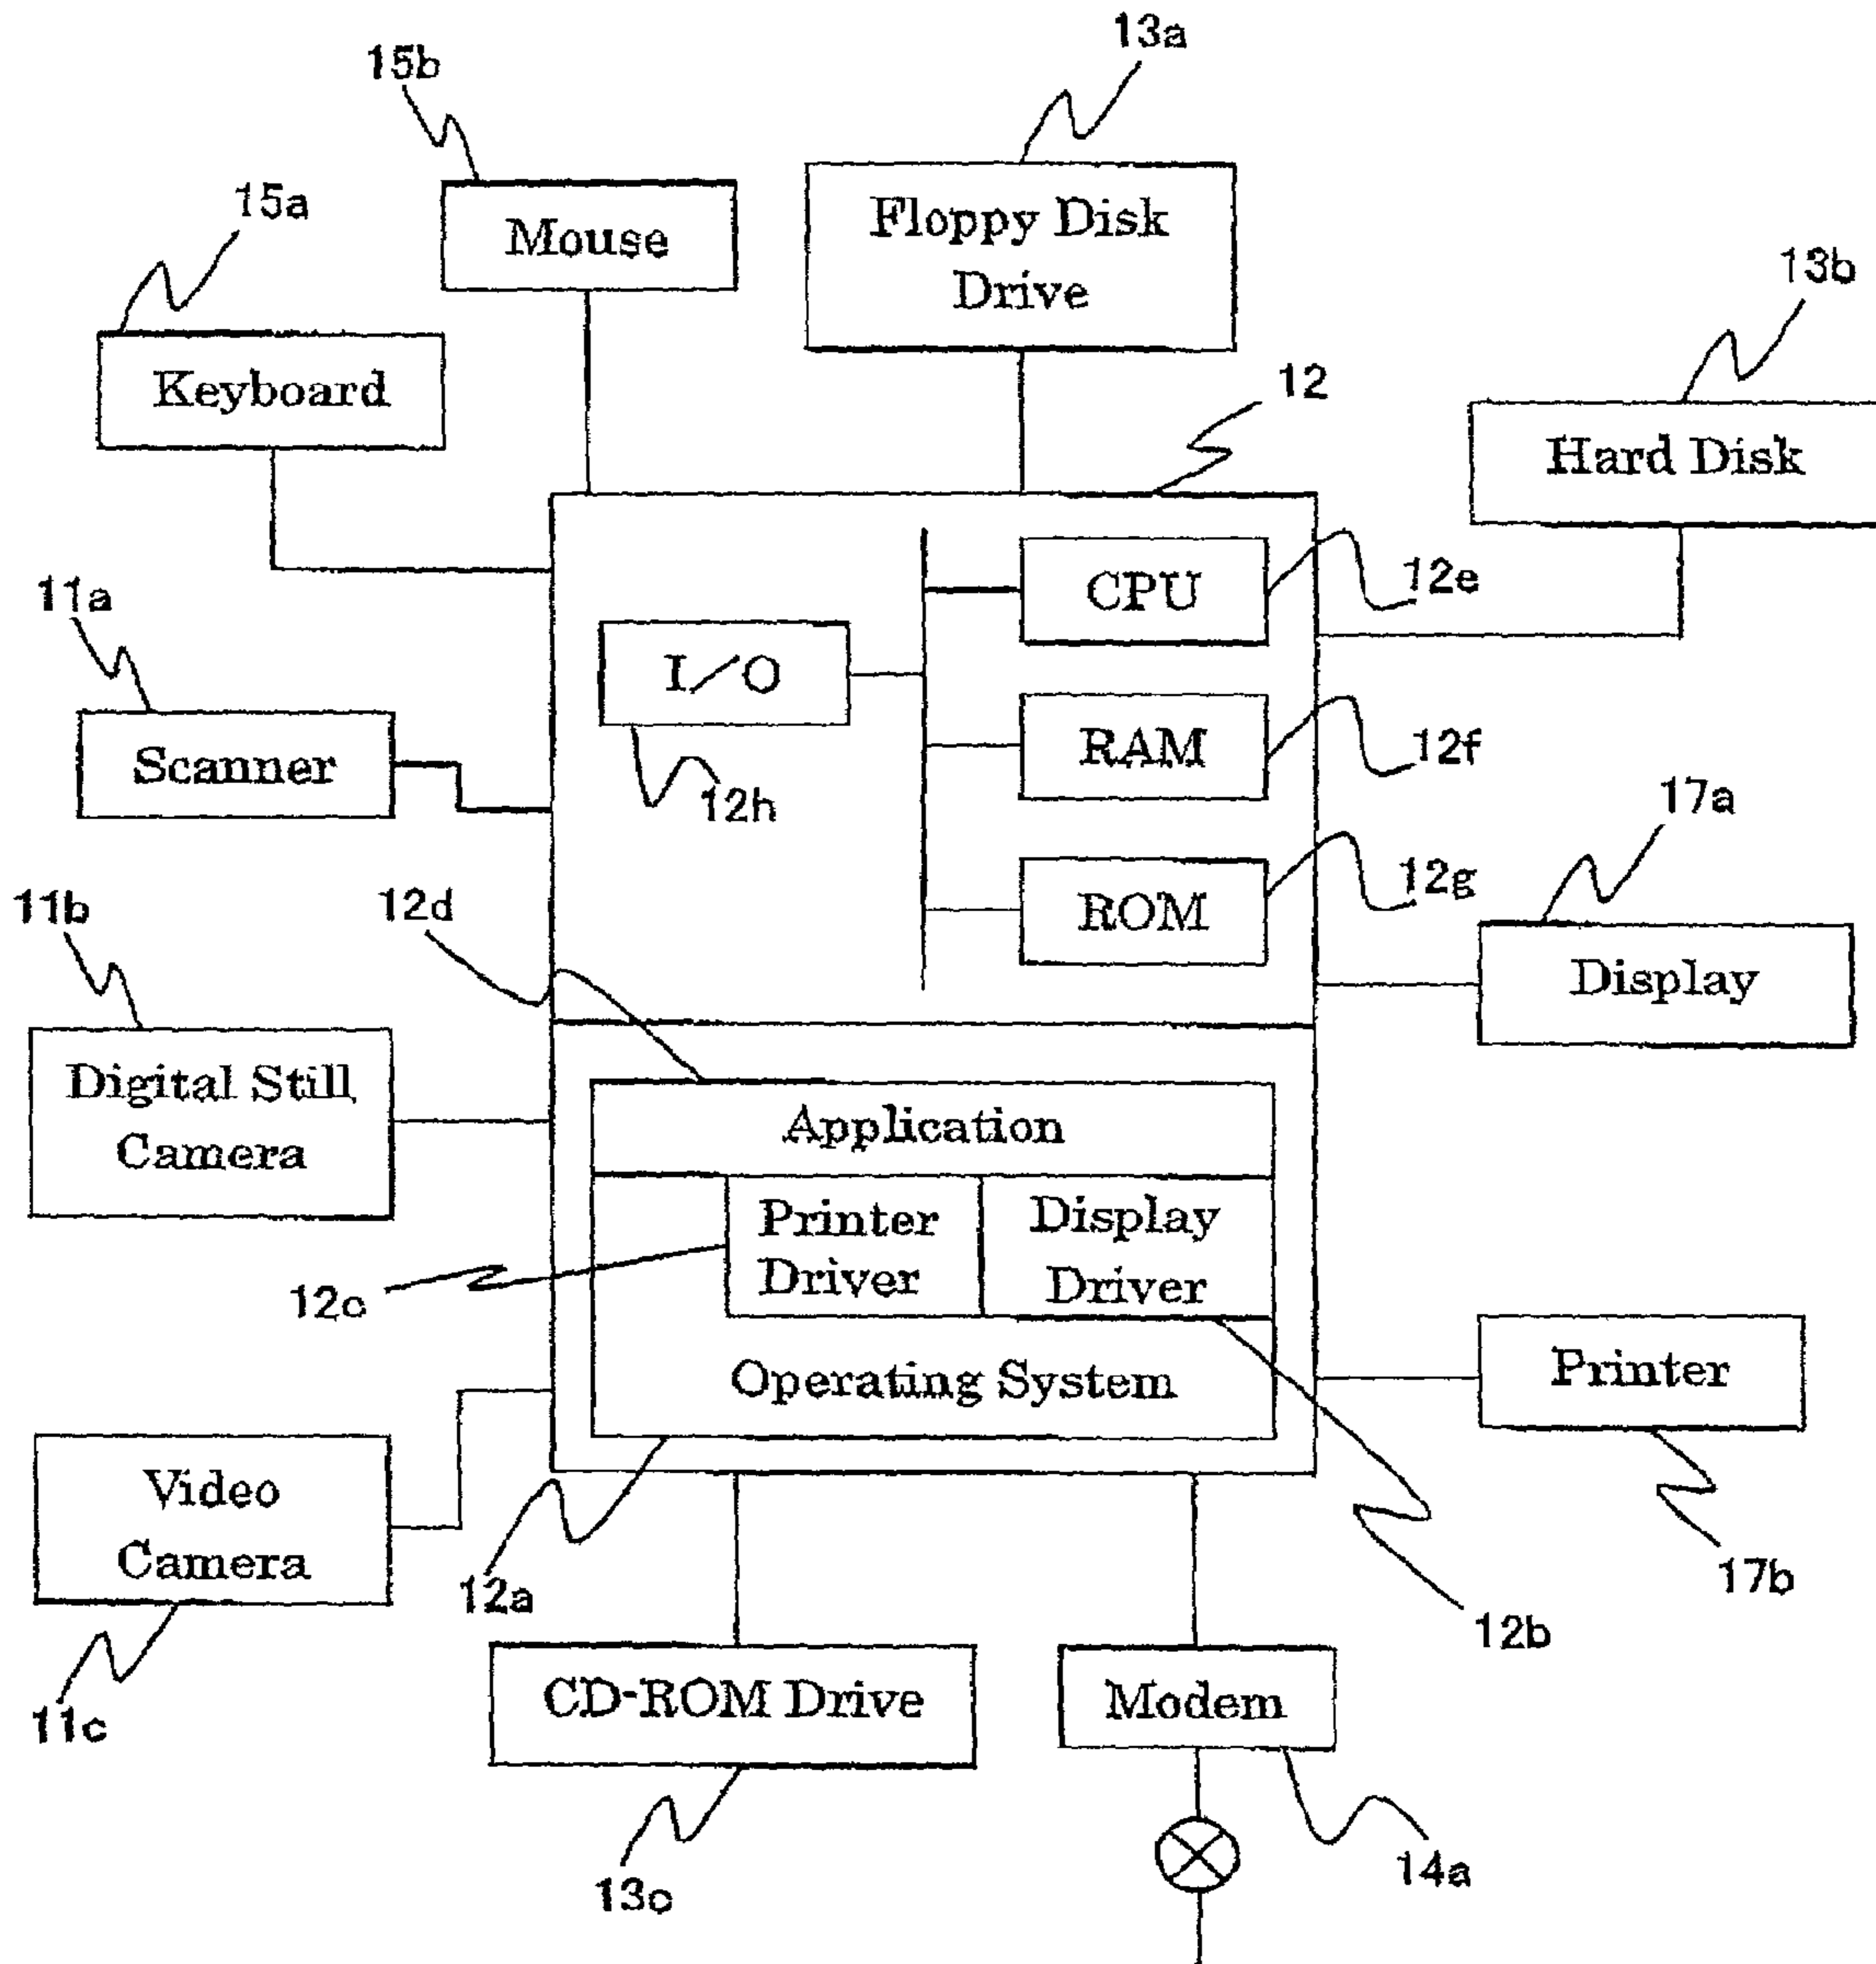 13a
15b
15a
Mouse
Floppy Disk
Drive
13b
Keyboard
12
Hard Disk
11a
CPU
12e
I/O
Scanner
RAM
12f
12h
17a
12g
11b
12d
ROM
Display
Digital Still
Camera
Application
Printer
Driver
Display
Driver
12c
Operating System
Printer
Video
Camera
12a
17b
12b
11c
CD-ROM Drive
Modem
14a
13c